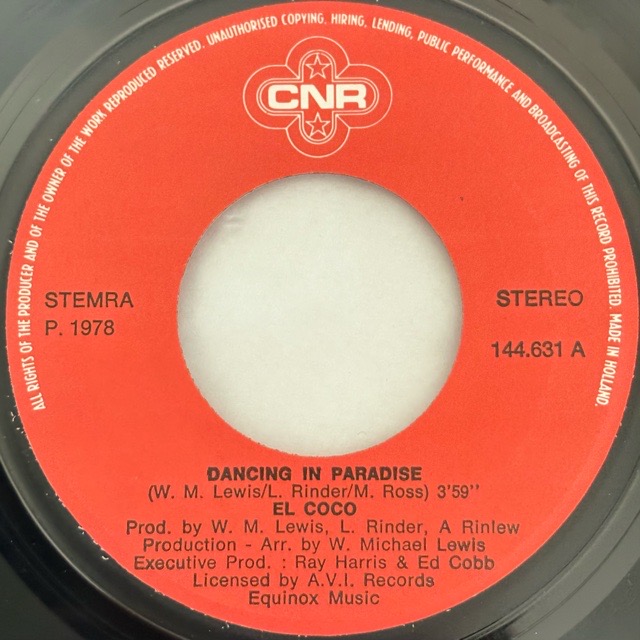 ALL RIGHTS OF THE PRODUCER AND OF THE OWNER OF THE WORK REPRODUCED RESERVED. UNAUTHORISED COPYING, HIRING, LENDING, PUBLIC PERFORMANCE AND BROADCASTING OF THIS RECORD PROHIBITED. MADE IN HOLLAND.
CNR
STEMRA
P. 1978
STEREO
144.631 A
DANCING IN PARADISE
(W. M. Lewis/L. Rinder/M. Ross) 3'59"
EL COCO
Prod. by W. M. Lewis, L. Rinder, A Rinlew
Production - Arr. by W. Michael Lewis
Executive Prod. : Ray Harris & Ed Cobb
Licensed by A.V.I. Records
Equinox Music